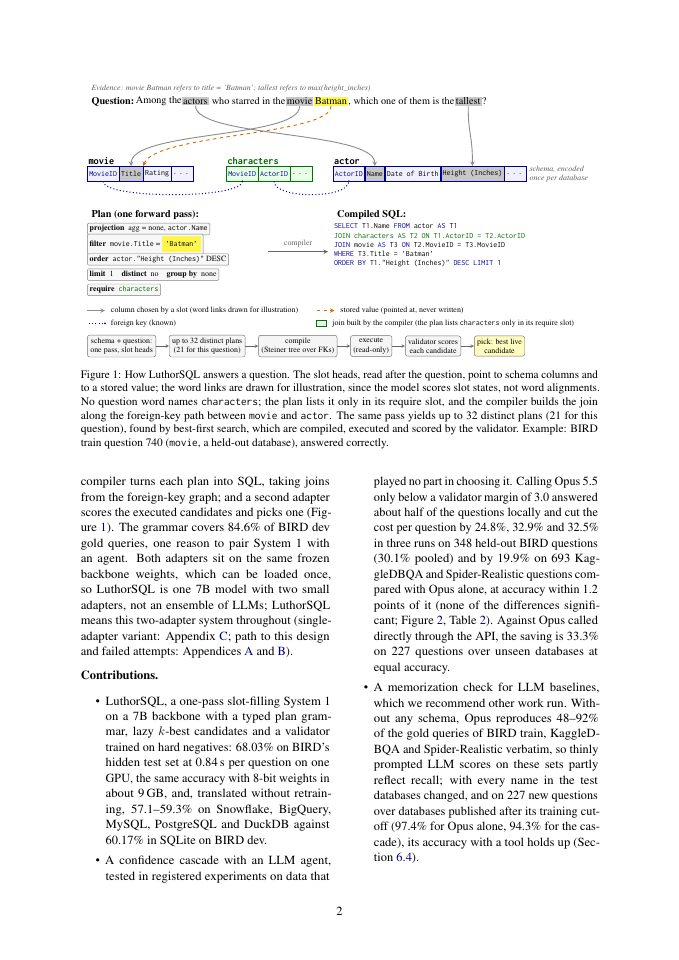 Evidence: movie Batman refers to title = 'Batman'; tallest refers to max(height_inches)
Question: Among the actors who starred in the movie Batman, which one of them is the tallest?
movie
characters
actor
MovieID Title Rating ···
MovieID ActorID ···
ActorID Name Date of Birth Height (Inches) ···
schema, encoded
once per database
Plan (one forward pass):
projection agg = none, actor.Name
filter movie.Title = 'Batman'
order actor."Height (Inches)" DESC
limit 1 distinct no group by none
require characters
compiler
Compiled SQL:
SELECT T1.Name FROM actor AS T1
JOIN characters AS T2 ON T1.ActorID = T2.ActorID
JOIN movie AS T3 ON T2.MovieID = T3.MovieID
WHERE T3.Title = 'Batman'
ORDER BY T1."Height (Inches)" DESC LIMIT 1
column chosen by a slot (word links drawn for illustration)
stored value (pointed at, never written)
foreign key (known)
join built by the compiler (the plan lists characters only in its require slot)
schema + question:
one pass, slot heads
up to 32 distinct plans
(21 for this question)
compile
(Steiner tree over FKs)
execute
(read-only)
validator scores
each candidate
pick: best live
candidate
Figure 1: How LuthorSQL answers a question. The slot heads, read after the question, point to schema columns and
to a stored value; the word links are drawn for illustration, since the model scores slot states, not word alignments.
No question word names characters; the plan lists it only in its require slot, and the compiler builds the join
along the foreign-key path between movie and actor. The same pass yields up to 32 distinct plans (21 for this
question), found by best-first search, which are compiled, executed and scored by the validator. Example: BIRD
train question 740 (movie, a held-out database), answered correctly.
compiler turns each plan into SQL, taking joins
from the foreign-key graph; and a second adapter
scores the executed candidates and picks one (Fig-
ure 1). The grammar covers 84.6% of BIRD dev
gold queries, one reason to pair System 1 with
an agent. Both adapters sit on the same frozen
backbone weights, which can be loaded once,
so LuthorSQL is one 7B model with two small
adapters, not an ensemble of LLMs; LuthorSQL
means this two-adapter system throughout (single-
adapter variant: Appendix C; path to this design
and failed attempts: Appendices A and B).
Contributions.
• LuthorSQL, a one-pass slot-filling System 1
on a 7B backbone with a typed plan gram-
mar, lazy k-best candidates and a validator
trained on hard negatives: 68.03% on BIRD's
hidden test set at 0.84 s per question on one
GPU, the same accuracy with 8-bit weights in
about 9 GB, and, translated without retrain-
ing, 57.1–59.3% on Snowflake, BigQuery,
MySQL, PostgreSQL and DuckDB against
60.17% in SQLite on BIRD dev.
• A confidence cascade with an LLM agent,
tested in registered experiments on data that
played no part in choosing it. Calling Opus 5.5
only below a validator margin of 3.0 answered
about half of the questions locally and cut the
cost per question by 24.8%, 32.9% and 32.5%
in three runs on 348 held-out BIRD questions
(30.1% pooled) and by 19.9% on 693 Kag-
gleDBQA and Spider-Realistic questions com-
pared with Opus alone, at accuracy within 1.2
points of it (none of the differences signifi-
cant; Figure 2, Table 2). Against Opus called
directly through the API, the saving is 33.3%
on 227 questions over unseen databases at
equal accuracy.
• A memorization check for LLM baselines,
which we recommend other work run. With-
out any schema, Opus reproduces 48–92%
of the gold queries of BIRD train, KaggleD-
BQA and Spider-Realistic verbatim, so thinly
prompted LLM scores on these sets partly
reflect recall; with every name in the test
databases changed, and on 227 new questions
over databases published after its training cut-
off (97.4% for Opus alone, 94.3% for the cas-
cade), its accuracy with a tool holds up (Sec-
tion 6.4).
2